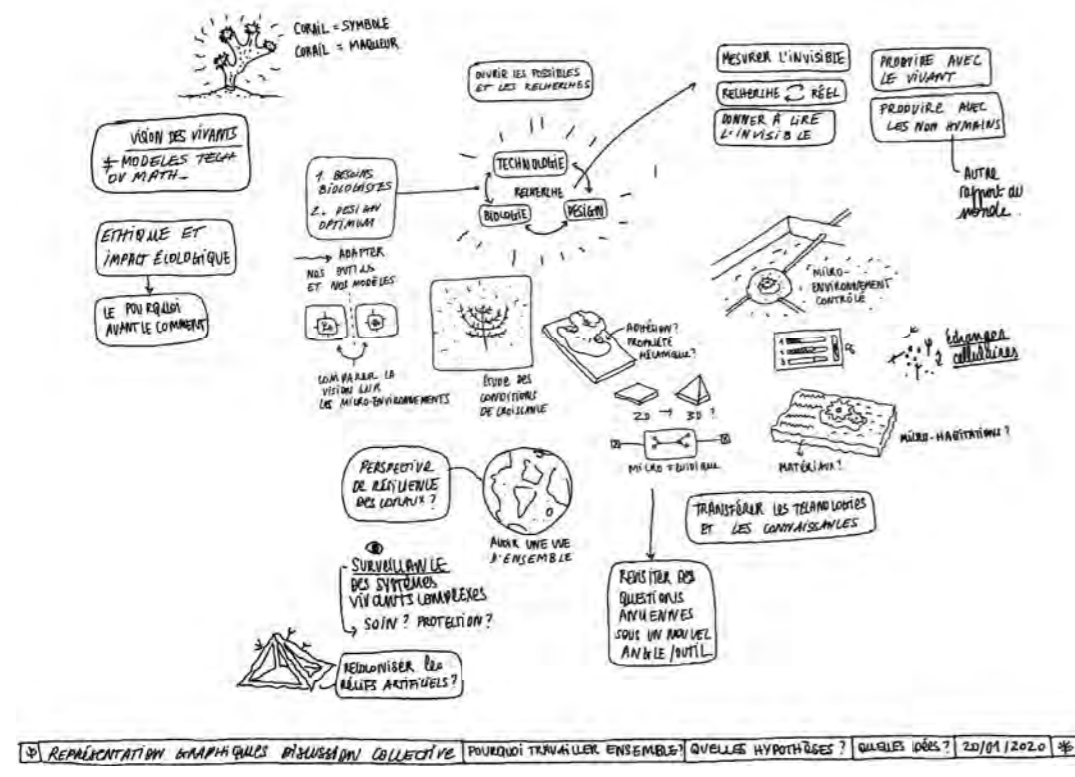 CORAIL = SYMBOLE
CORAIL = MARQUEUR
VISION DES VIVANTS
≠ MODELES TECH
OU MATH
ETHIQUE ET
IMPACT ÉCOLOGIQUE
LE POURQUOI
AVANT LE COMMENT
OUVRIR LES POSSIBLES
ET LES RECHERCHES
1. BESOINS
BIOLOGISTES
2. DESIGN
OPTIMUM
→ ADAPTER
NOS OUTILS
ET NOS MODÈLES
COMPARER LA
VISION SUR
LES MICRO-ENVIRONNEMENTS
TECHNOLOGIE
RECHERCHE
BIOLOGIE
DESIGN
ÉTUDE DES
CONDITIONS
DE CROISSANCE
MESURER L'INVISIBLE
RECHERCHE RÉEL
DONNER À LIRE
L'INVISIBLE
PRODUIRE AVEC
LE VIVANT
PRODUIRE AVEC
LES NON HUMAINS
AUTRE
rapport au
monde.
MICRO-
ENVIRONNEMENT
CONTRÔLÉ
ADHÉSION?
PROPRIÉTÉ
MÉCANIQUE?
2D → 3D ?
MICROFLUIDIQUE
Échanges
cellulaires
?
MICRO-HABITATIONS?
MATÉRIAUX?
TRANSFÉRER LES TECHNOLOGIES
ET LES CONNAISSANCES
PERSPECTIVE
DE RÉSILIENCE
DES CORAUX?
AVOIR UNE VUE
D'ENSEMBLE
- SURVEILLANCE
DES SYSTÈMES
VIVANTS COMPLEXES
SOIN ? PROTECTION ?
RECOLONISER les
RÉCIFS ARTIFICIELS?
REVISITER DES
QUESTIONS
ANCIENNES
SOUS UN NOUVEL
ANGLE/OUTIL
REPRÉSENTATION GRAPHIQUES DISCUSSION COLLECTIVE POURQUOI TRAVAILLER ENSEMBLE? QUELLES HYPOTHÈSES ? QUELLES IDÉES? 20/01/2020